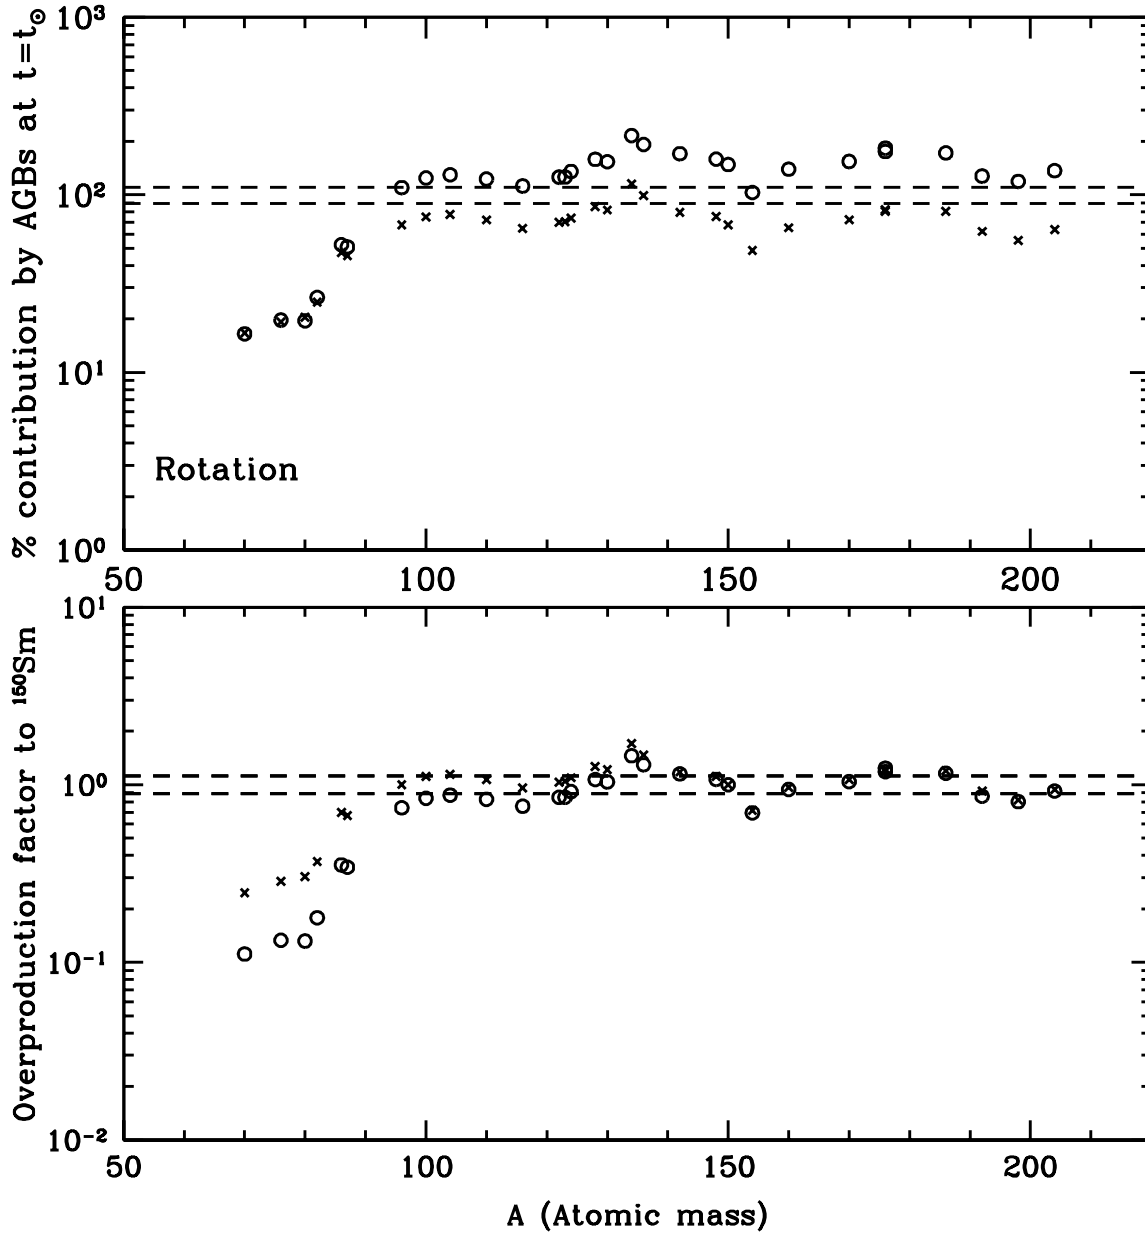 % contribution by AGBs at t=t⊙
10³
10²
10¹
10⁰
Rotation
50 100 150 200
Overproduction factor to ¹⁵⁰Sm
10¹
10⁰
10⁻¹
10⁻²
50 100 150 200
A (Atomic mass)